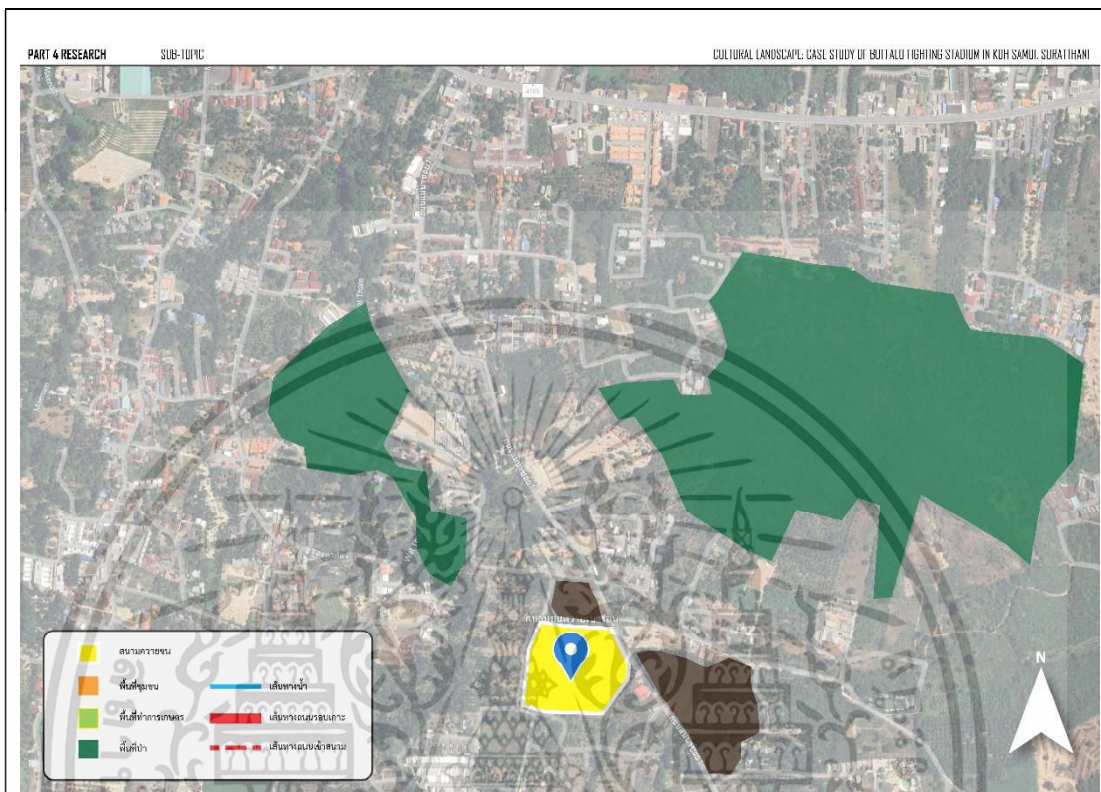 PART 4 RESEARCH SUB-TOPIC CULTURAL LANDSCAPE: CASE STUDY OF BUFFALO FIGHTING STADIUM IN KOH SAMUI, SURATTHANI
Maenam
สนามควายชน
พื้นที่ชุมชน
เส้นทางน้ำ
พื้นที่ทำการเกษตร
เส้นทางถนนรอบเกาะ
พื้นที่ป่า
เส้นทางถนนเข้าสนาม
N